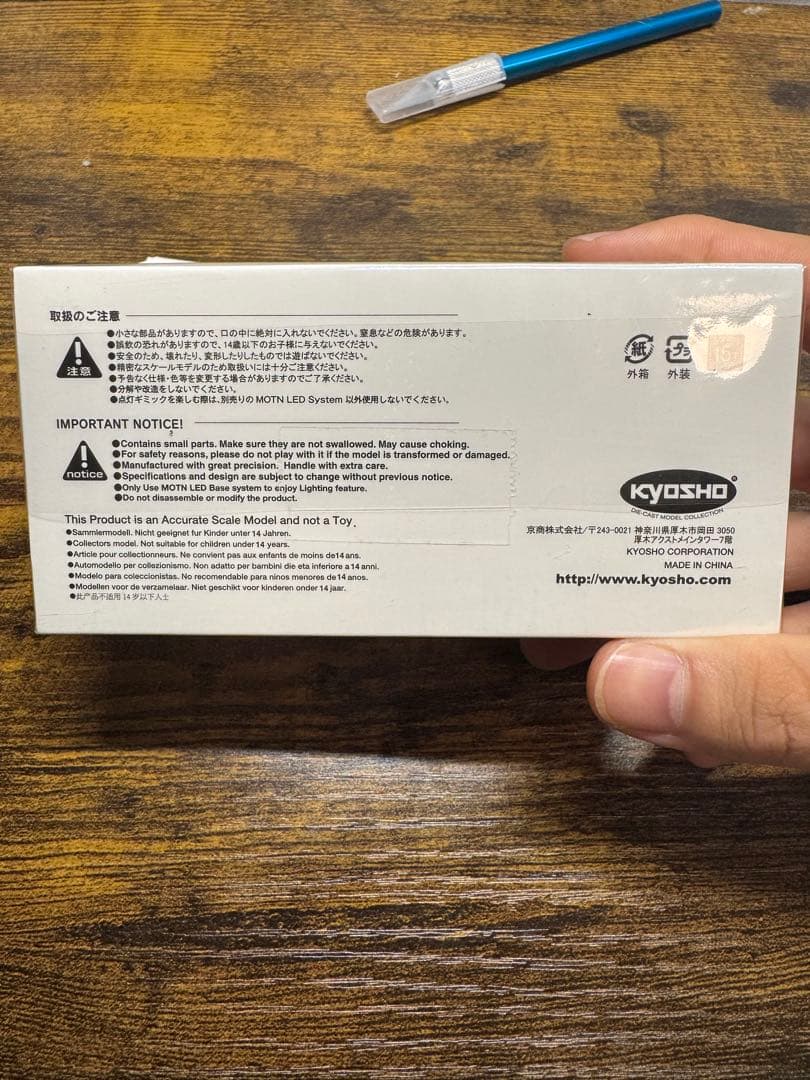 取扱のご注意
注意
●小さな部品がありますので、口の中に絶対に入れないでください。窒息などの危険があります。
●誤飲の恐れがありますので、14歳以下のお子様に与えないでください。
●安全のため、壊れたり、変形したりしたものでは遊ばないでください。
●精密なスケールモデルのため取扱いには十分ご注意ください。
●予告なく仕様・色等を変更する場合がありますのでご了承ください。
●分解や改造をしないでください。
●点灯ギミックを楽しむ際は、別売りの MOTN LED System 以外使用しないでください。
紙
外箱
プラ
外装
IMPORTANT NOTICE!
notice
●Contains small parts. Make sure they are not swallowed. May cause choking.
●For safety reasons, please do not play with it if the model is transformed or damaged.
●Manufactured with great precision. Handle with extra care.
●Specifications and design are subject to change without previous notice.
●Only Use MOTN LED Base system to enjoy Lighting feature.
●Do not disassemble or modify the product.
This Product is an Accurate Scale Model and not a Toy.
●Sammlermodell. Nicht geeignet fur Kinder unter 14 Jahren.
●Collectors model. Not suitable for children under 14 years.
●Article pour collectionneurs. Ne convient pas aux enfants de moins de14 ans.
●Automodello per collezionismo. Non adatto per bambini die eta inferiore a 14 anni.
●Modelo para coleccionistas. No recomendable para ninos menores de 14 anos.
●Modellen voor de verzamelaar. Niet geschikt voor kinderen onder 14 jaar.
●此产品不适用 14 岁以下人士
KYOSHO
DIE-CAST MODEL COLLECTION
京商株式会社/〒243-0021 神奈川県厚木市岡田 3050
厚木アクストメインタワー7階
KYOSHO CORPORATION
MADE IN CHINA
http://www.kyosho.com